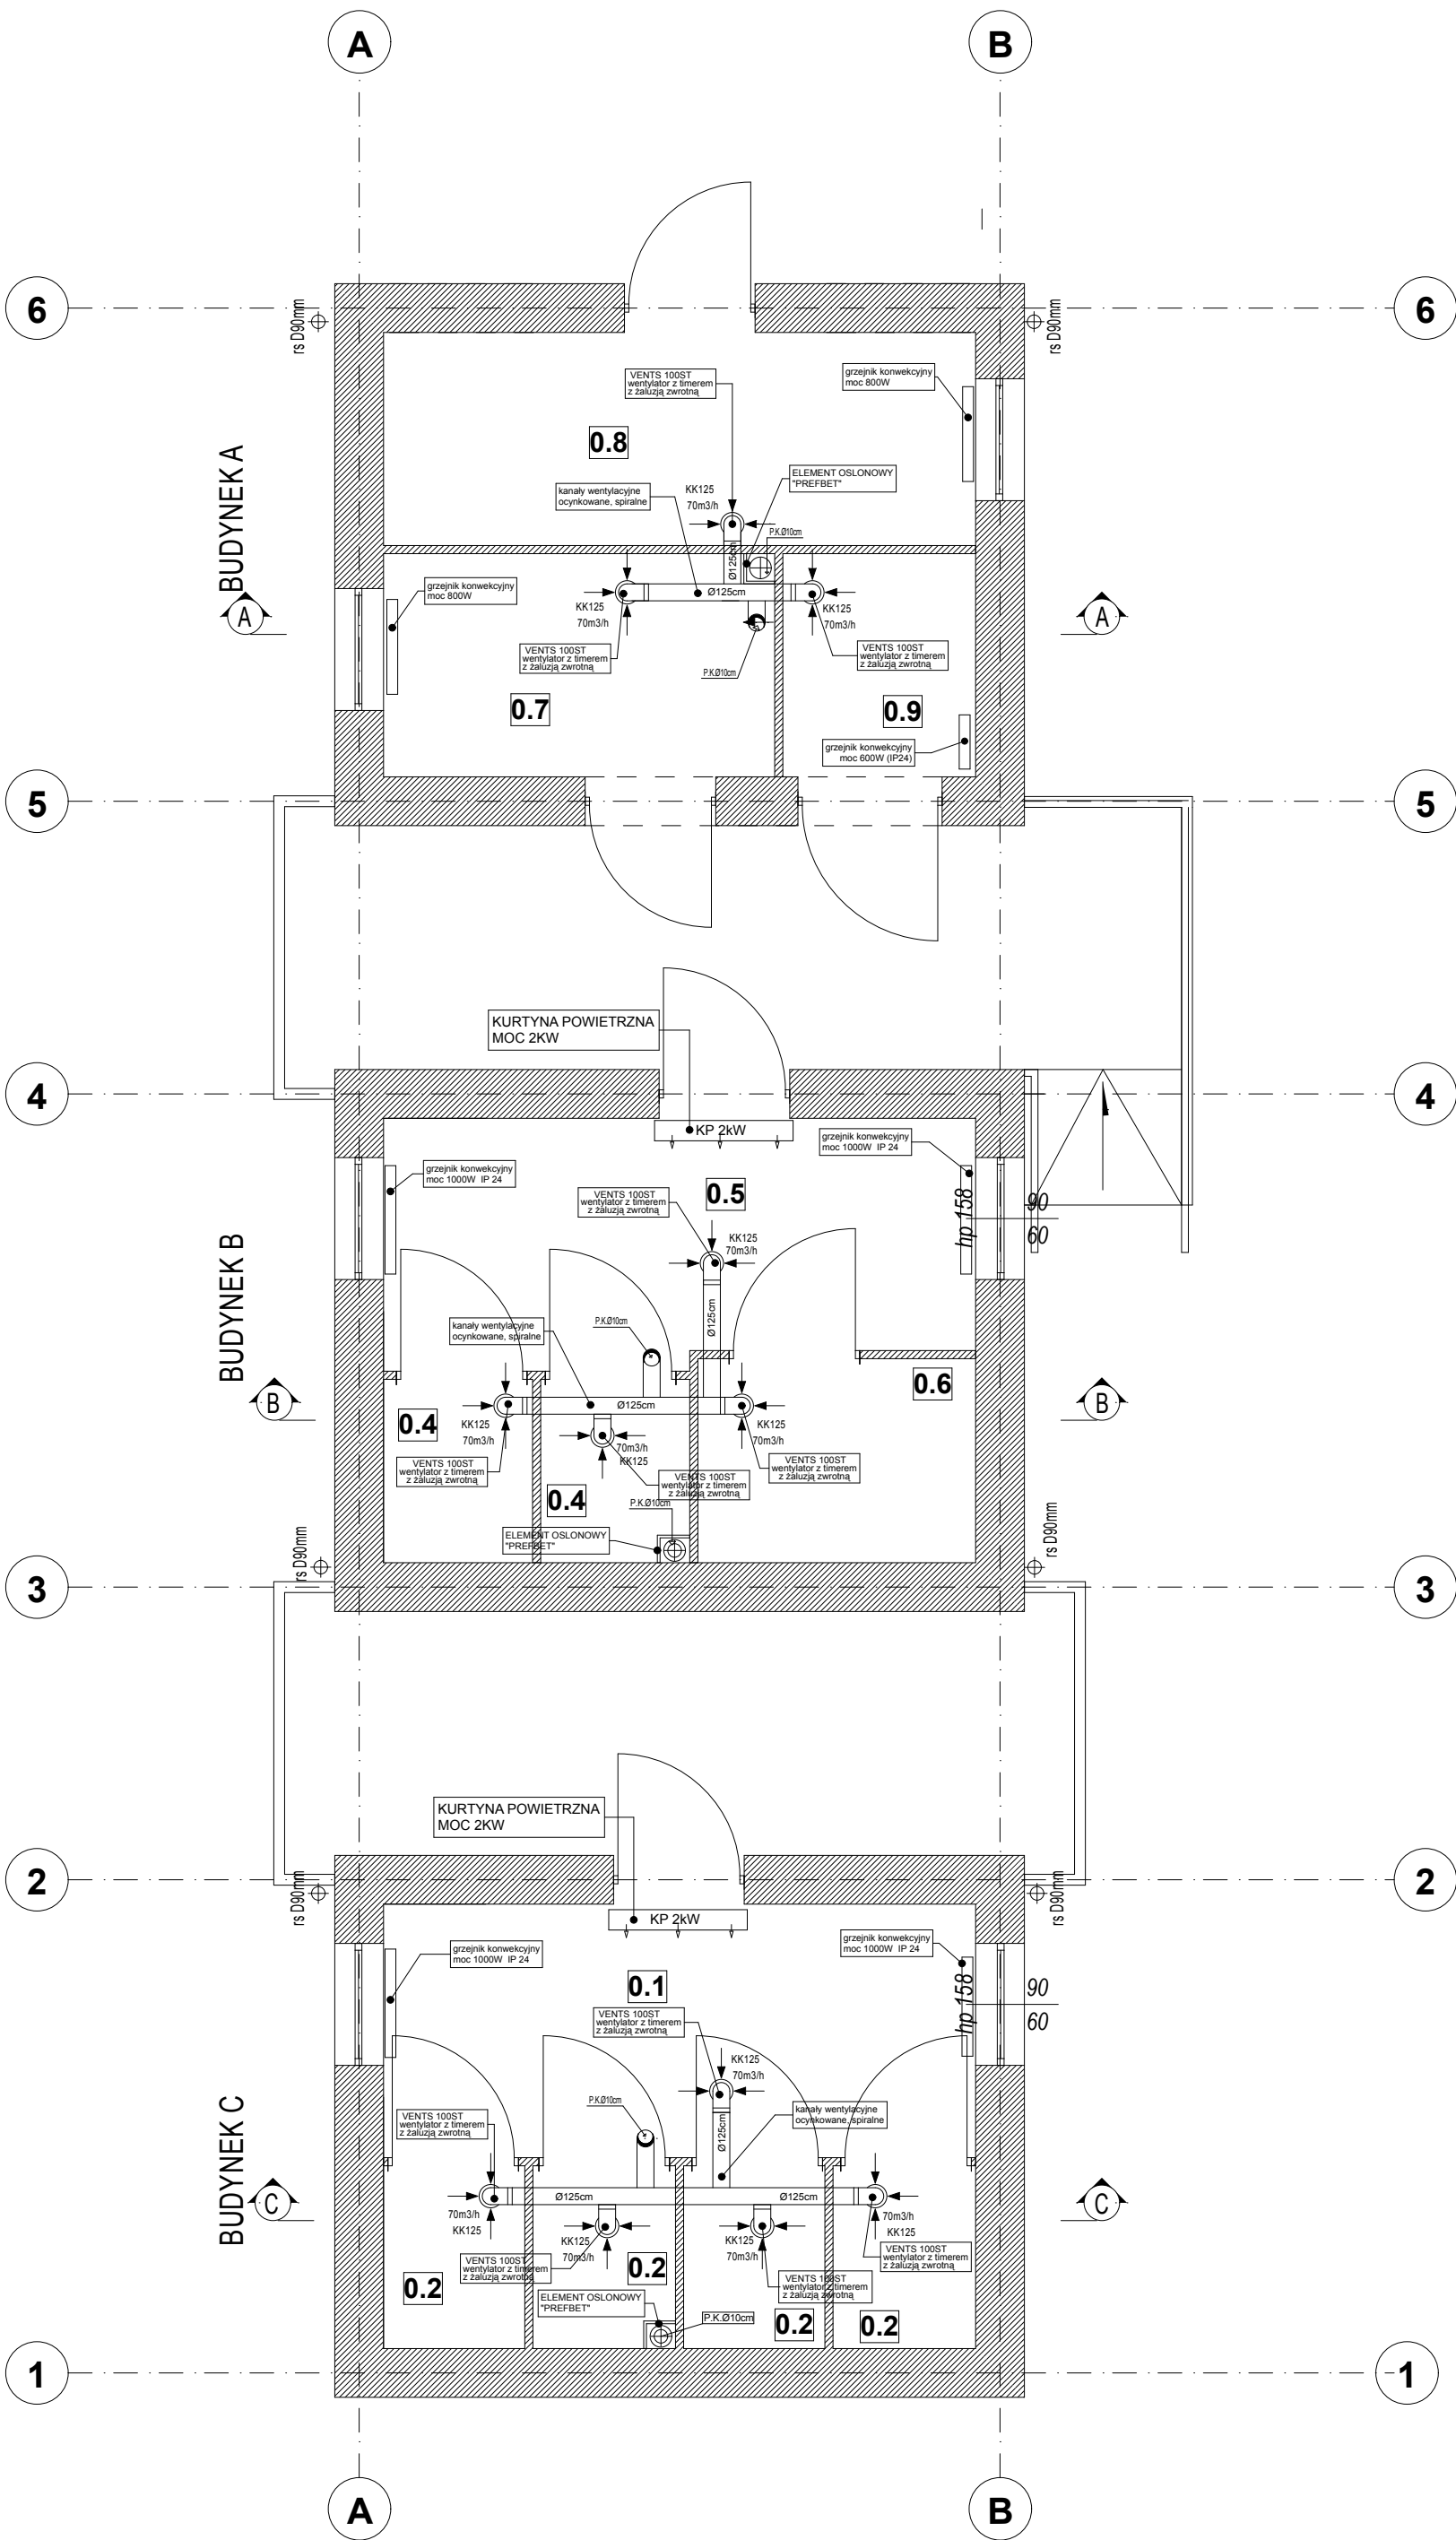 A
B
6
6
rs D90mm
rs D90mm
VENTS 100ST
wentylator z timerem
z żaluzją zwrotną
grzejnik konwekcyjny
moc 800W
0.8
BUDYNEK A
ELEMENT OSLONOWY
"PREFBET"
kanały wentylacyjne
ocynkowane, spiralne
KK125
70m3/h
P.K.Ø10cm
Ø125cm
grzejnik konwekcyjny
moc 800W
Ø125cm
KK125
70m3/h
KK125
70m3/h
A
A
VENTS 100ST
wentylator z timerem
z żaluzją zwrotną
VENTS 100ST
wentylator z timerem
z żaluzją zwrotną
P.K.Ø10cm
0.7
0.9
grzejnik konwekcyjny
moc 600W (IP24)
5
5
KURTYNA POWIETRZNA
MOC 2KW
4
4
KP 2kW
grzejnik konwekcyjny
moc 1000W IP 24
grzejnik konwekcyjny
moc 1000W IP 24
VENTS 100ST
wentylator z timerem
z żaluzją zwrotną
0.5
hp 158
90
60
KK125
70m3/h
BUDYNEK B
kanały wentylacyjne
ocynkowane, spiralne
P.K.Ø10cm
Ø125cm
0.6
B
B
Ø125cm
0.4
KK125
70m3/h
70m3/h
KK125
KK125
70m3/h
VENTS 100ST
wentylator z timerem
z żaluzją zwrotną
VENTS 100ST
wentylator z timerem
z żaluzją zwrotną
VENTS 100ST
wentylator z timerem
z żaluzją zwrotną
0.4
P.K.Ø10cm
ELEMENT OSLONOWY
"PREFBET"
rs D90mm
rs D90mm
3
3
KURTYNA POWIETRZNA
MOC 2KW
2
2
rs D90mm
rs D90mm
KP 2kW
grzejnik konwekcyjny
moc 1000W IP 24
grzejnik konwekcyjny
moc 1000W IP 24
0.1
hp 158
90
60
VENTS 100ST
wentylator z timerem
z żaluzją zwrotną
KK125
70m3/h
BUDYNEK C
P.K.Ø10cm
kanały wentylacyjne
ocynkowane, spiralne
VENTS 100ST
wentylator z timerem
z żaluzją zwrotną
Ø125cm
C
C
Ø125cm
Ø125cm
70m3/h
KK125
KK125
70m3/h
KK125
70m3/h
70m3/h
KK125
VENTS 100ST
wentylator z timerem
z żaluzją zwrotną
VENTS 100ST
wentylator z timerem
z żaluzją zwrotną
VENTS 100ST
wentylator z timerem
z żaluzją zwrotną
0.2
0.2
0.2
0.2
ELEMENT OSLONOWY
"PREFBET"
P.K.Ø10cm
1
1
A
B